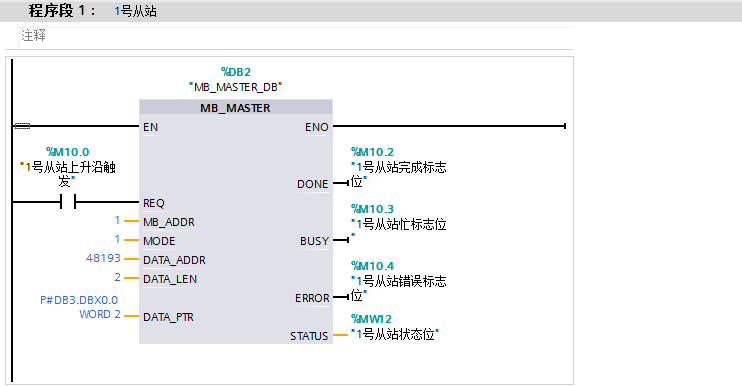 程序段 1： 1号从站
注释
%DB2
"MB_MASTER_DB"
MB_MASTER
EN ENO
%M10.0
"1号从站上升沿触
发"
REQ
%M10.2
"1号从站完成标志
位"
DONE
1 MB_ADDR
1 MODE
48193 DATA_ADDR
2 DATA_LEN
P#DB3.DBX0.0
WORD 2 DATA_PTR
%M10.3
"1号从站忙标志位
"
BUSY
%M10.4
"1号从站错误标志
位"
ERROR
%MW12
"1号从站状态位"
STATUS